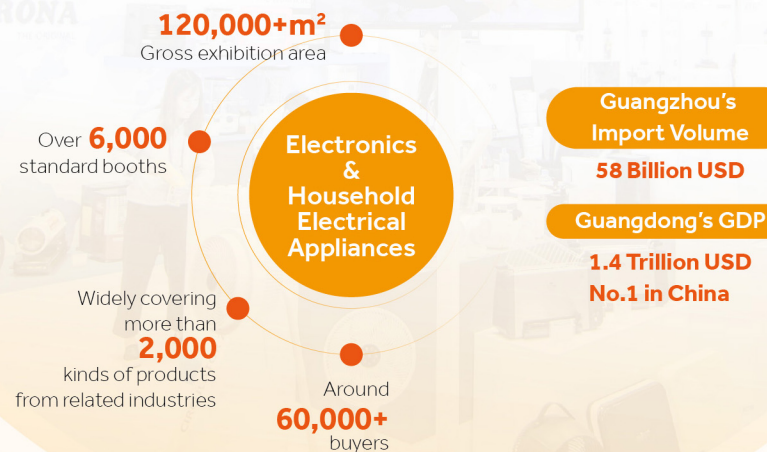 RONA
120,000+m²
Gross exhibition area
Over 6,000
standard booths
Widely covering
more than
2,000
kinds of products
from related industries
Around
60,000+
buyers
Electronics
&
Household
Electrical
Appliances
Guangzhou's
Import Volume
58 Billion USD
Guangdong's GDP
1.4 Trillion USD
No.1 in China